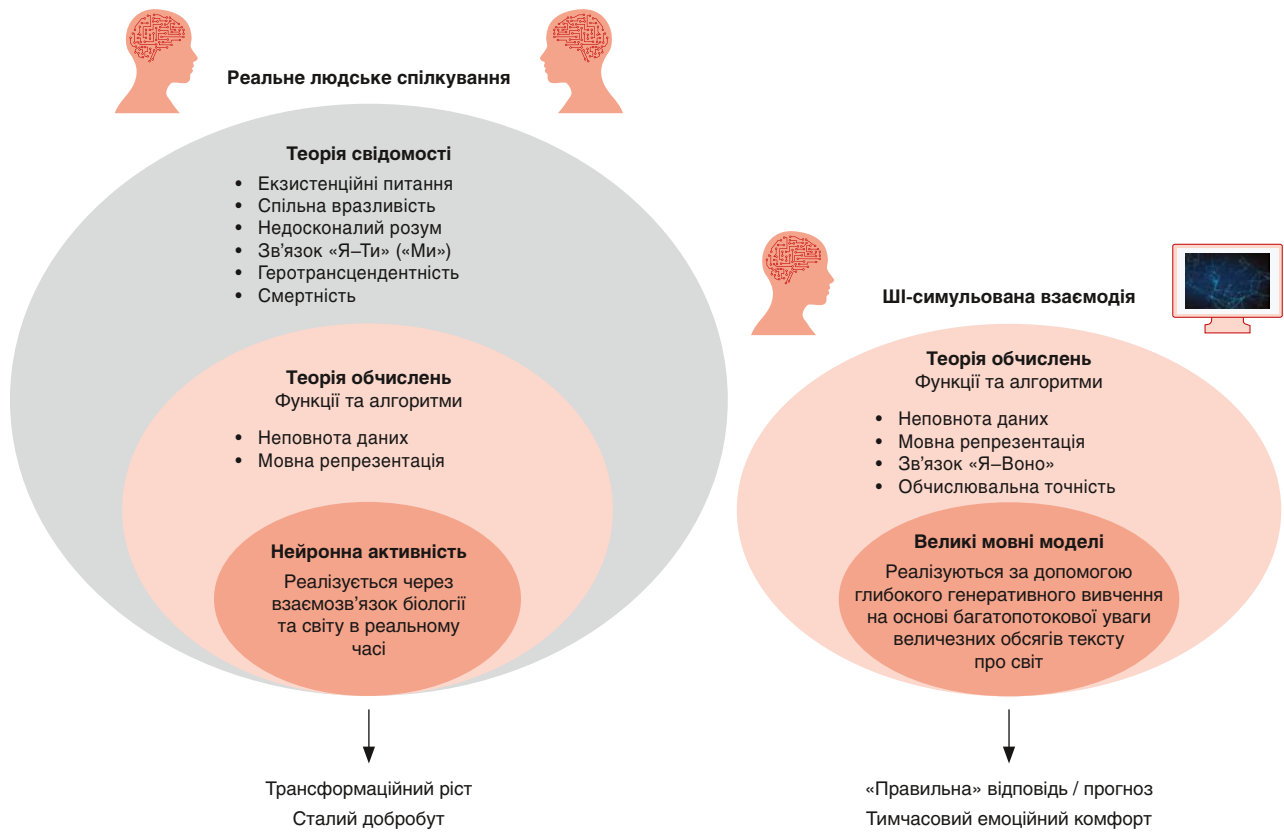 Реальне людське спілкування
Теорія свідомості
• Екзистенційні питання
• Спільна вразливість
• Недосконалий розум
• Зв'язок «Я–Ти» («Ми»)
• Геротрансцендентність
• Смертність
Теорія обчислень
Функції та алгоритми
• Неповнота даних
• Мовна репрезентація
Нейронна активність
Реалізується через
взаємозв'язок біології
та світу в реальному
часі
Трансформаційний ріст
Сталий добробут
ШІ-симульована взаємодія
Теорія обчислень
Функції та алгоритми
• Неповнота даних
• Мовна репрезентація
• Зв'язок «Я–Воно»
• Обчислювальна точність
Великі мовні моделі
Реалізуються за допомогою
глибокого генеративного вивчення
на основі багатопотокової уваги
величезних обсягів тексту
про світ
«Правильна» відповідь / прогноз
Тимчасовий емоційний комфорт